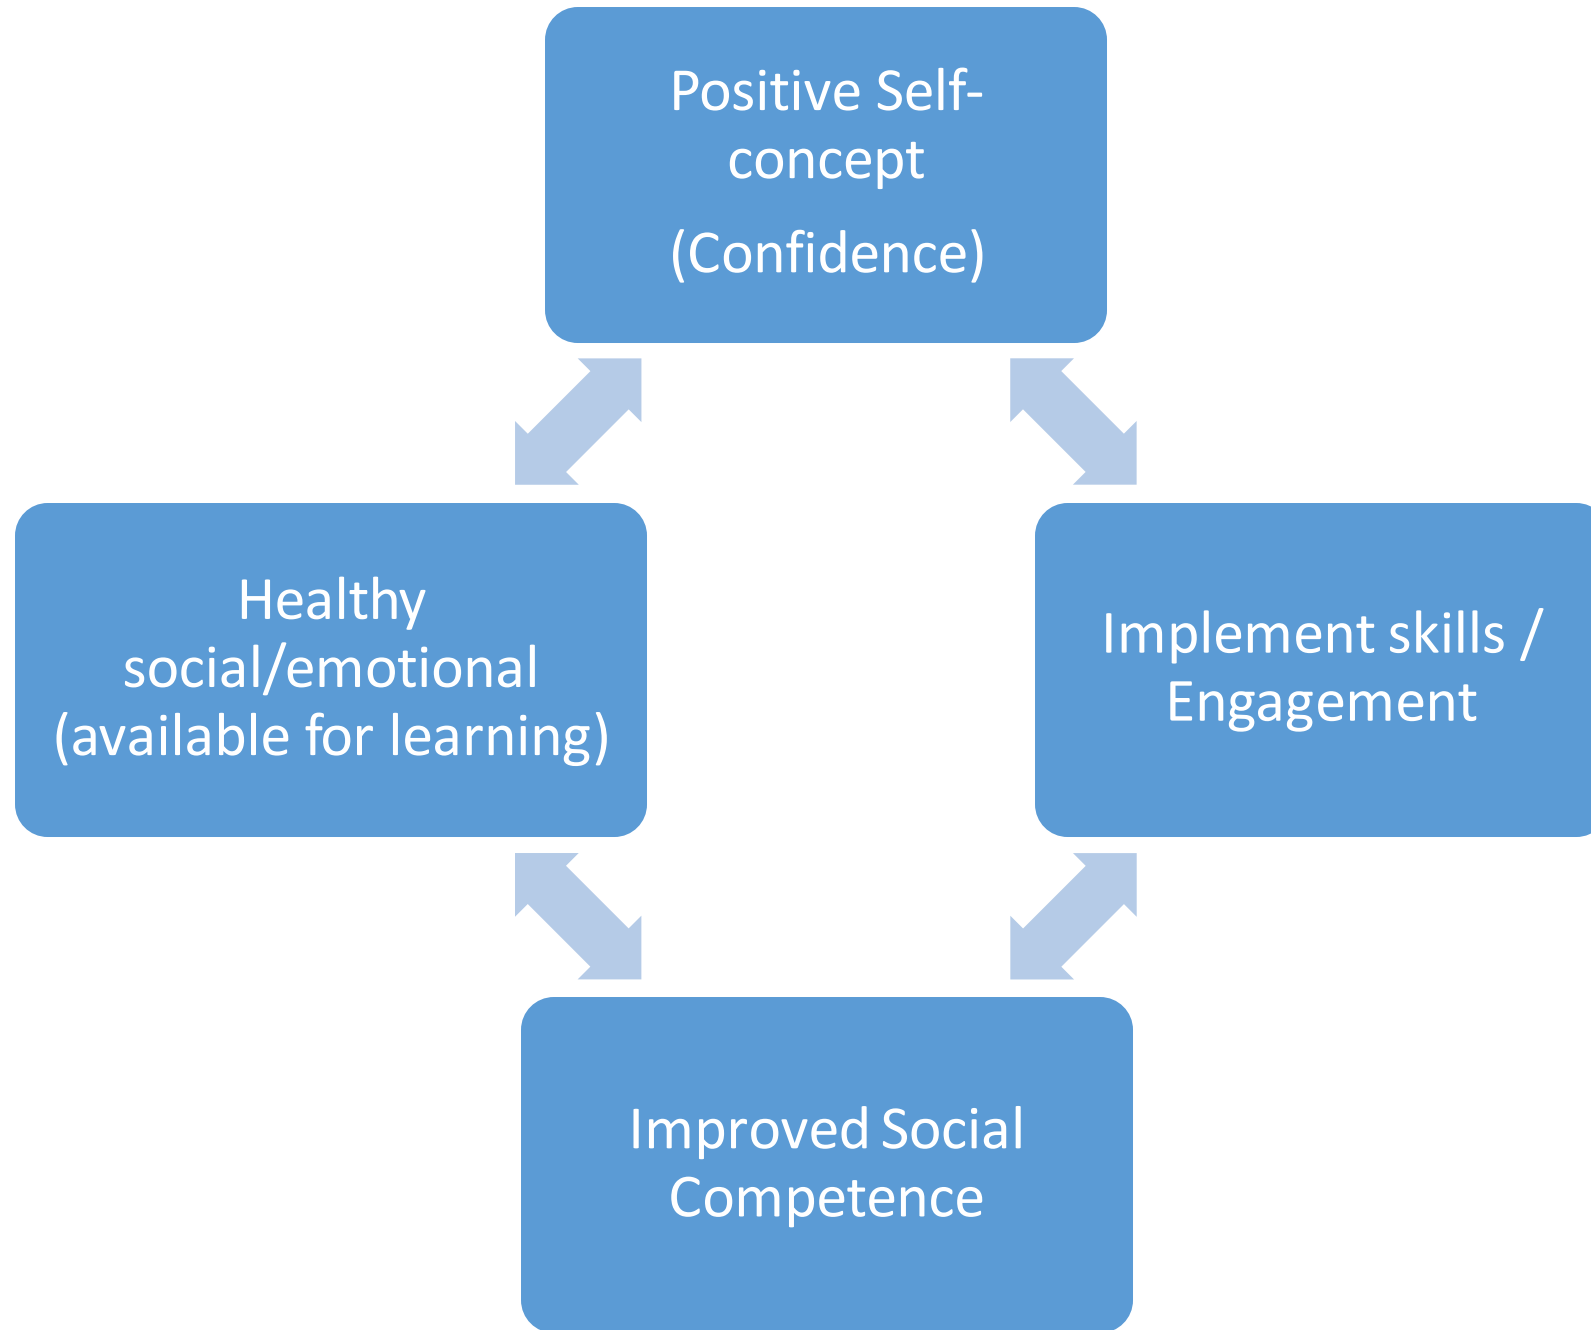 Positive Self-
concept
(Confidence)
Healthy
social/emotional
(available for learning)
Implement skills /
Engagement
Improved Social
Competence